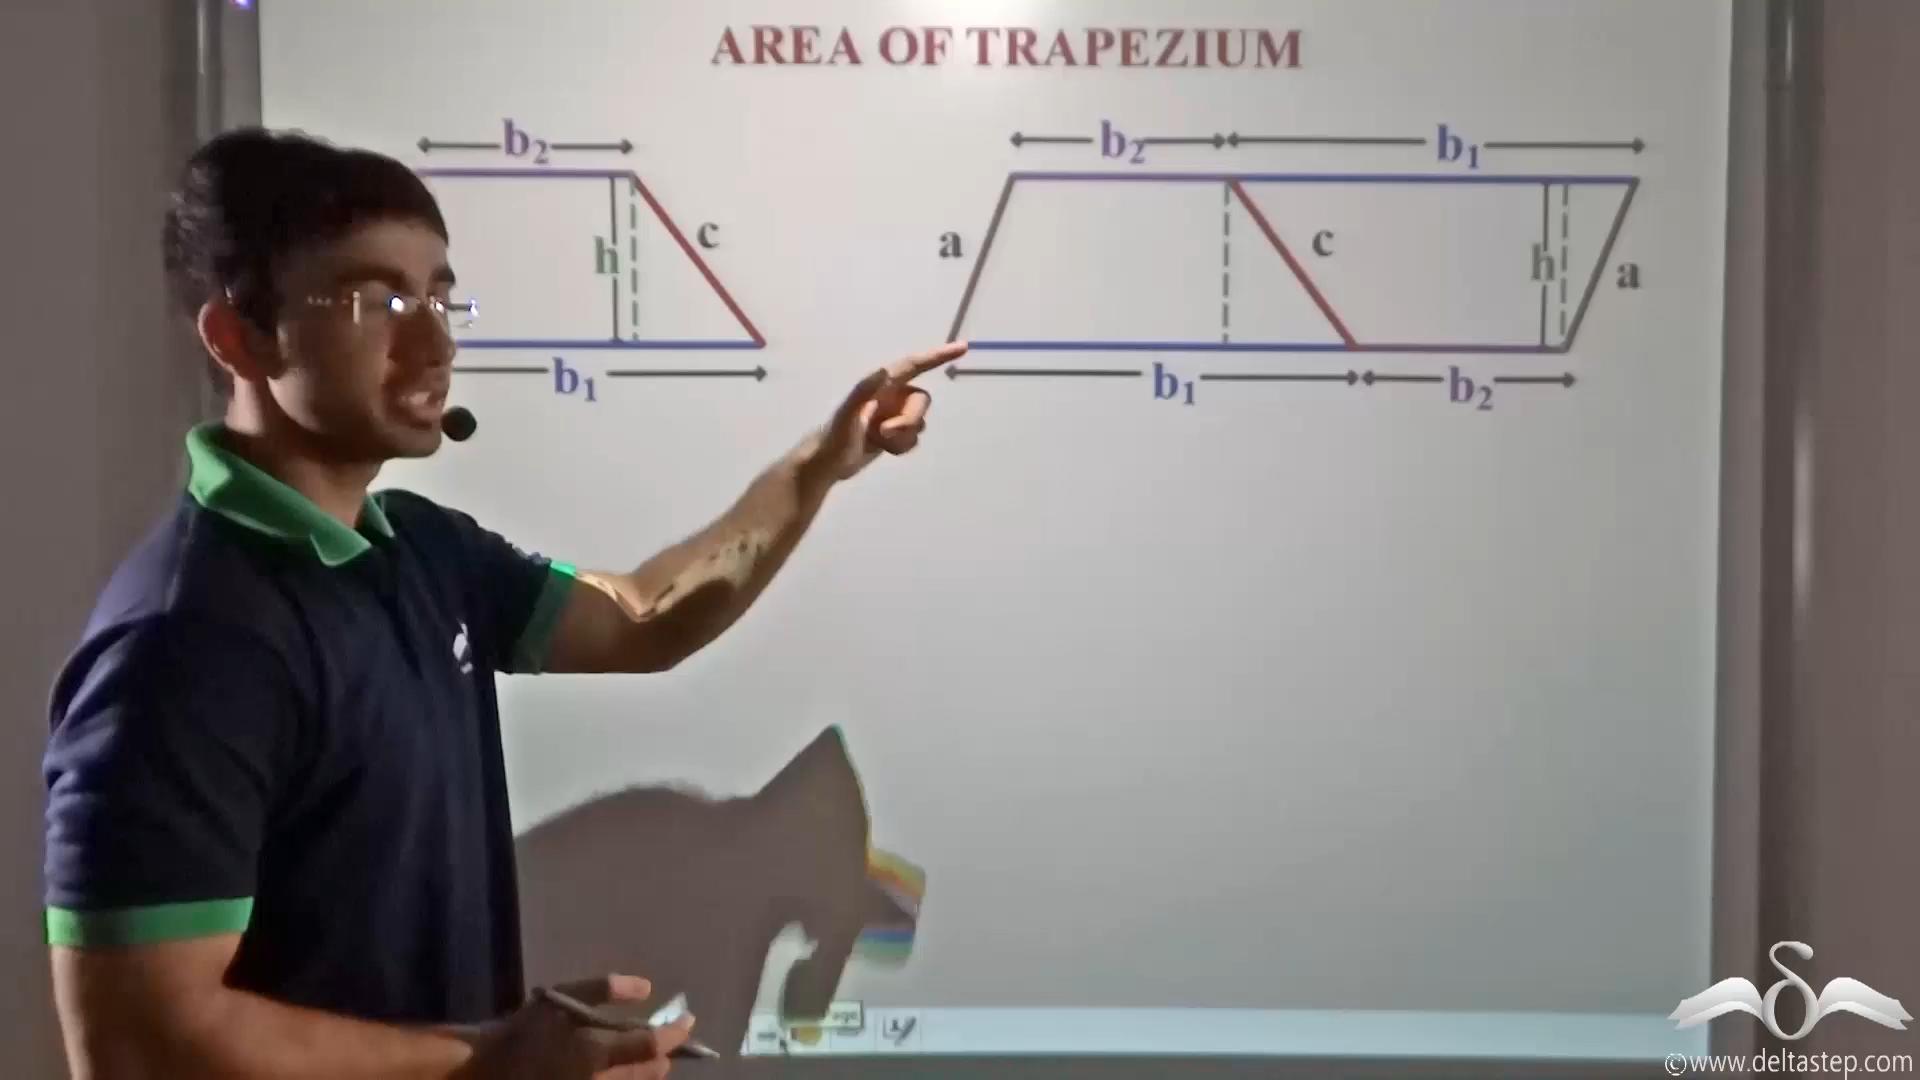 AREA OF TRAPEZIUM
b₂
b₂
b₁
h
c
a
c
h
a
b₁
b₁
b₂
©www.deltastep.com